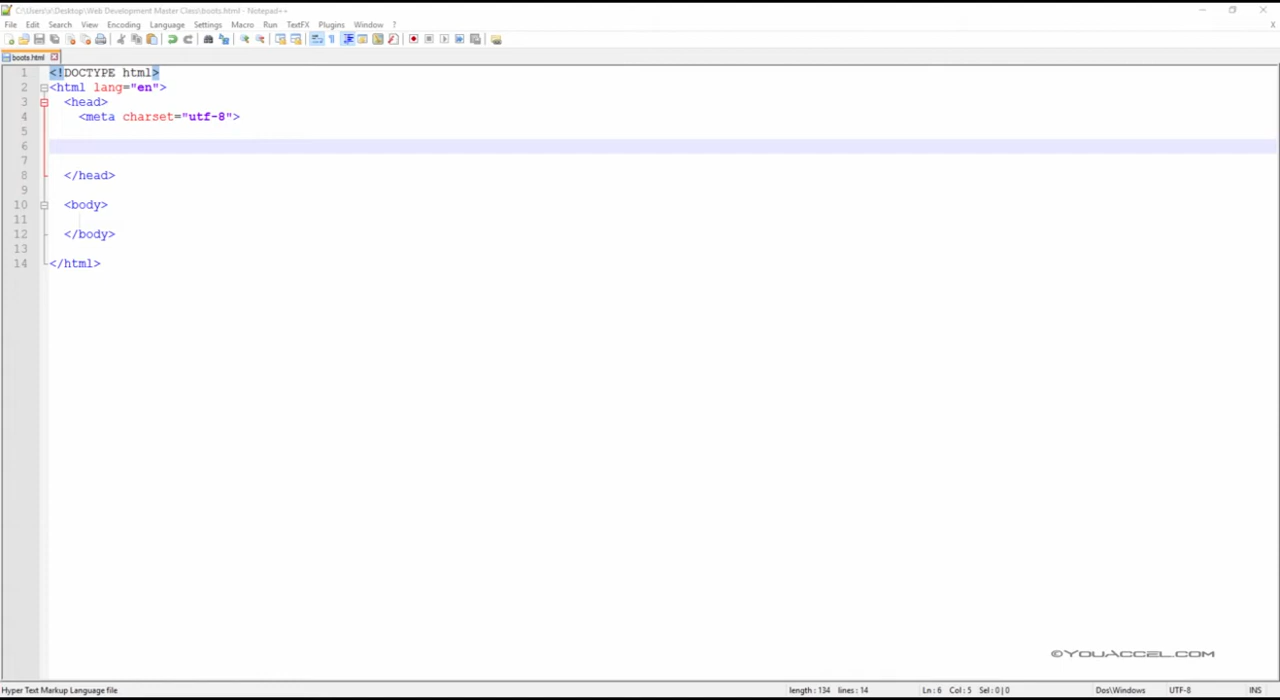 C:\Users\r\Desktop\Web Development Master Class\boots.html - Notepad++
File Edit Search View Encoding Language Settings Macro Run TextFX Plugins Window ? X
boots.html
1 <!DOCTYPE html>
2 <html lang="en">
3 <head>
4 <meta charset="utf-8">
5
6
7
8 </head>
9
10 <body>
11
12 </body>
13
14 </html>
©YOUACCEL.COM
Hyper Text Markup Language file length : 134 lines : 14 Ln : 6 Col : 5 Sel : 0 | 0 Dos\Windows UTF-8 INS